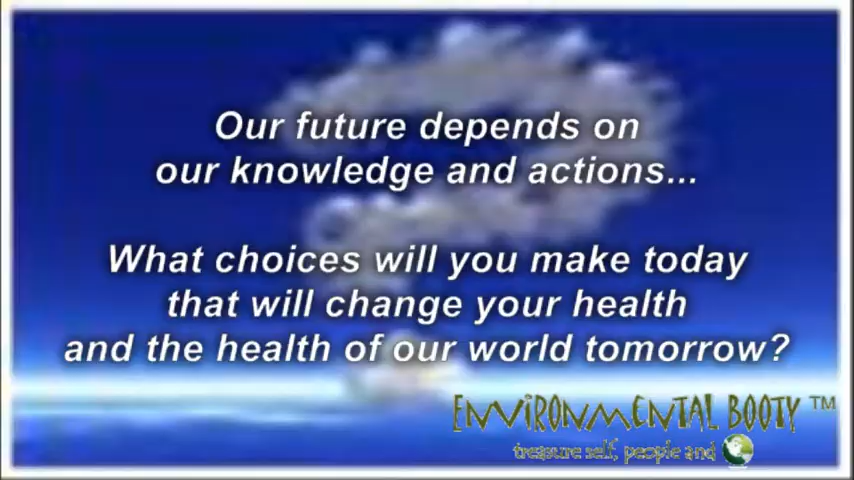 Our future depends on
our knowledge and actions...
What choices will you make today
that will change your health
and the health of our world tomorrow?
ENVIRONMENTAL BOOTY ™
treasure self, people and